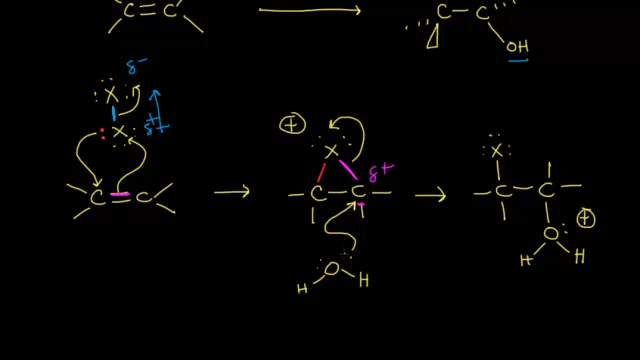 C = C
C — C
OH
δ−
X
X δ+
⊕
X
X
δ+
C = C
C — C
C — C
O
⊕
O
H H
H H